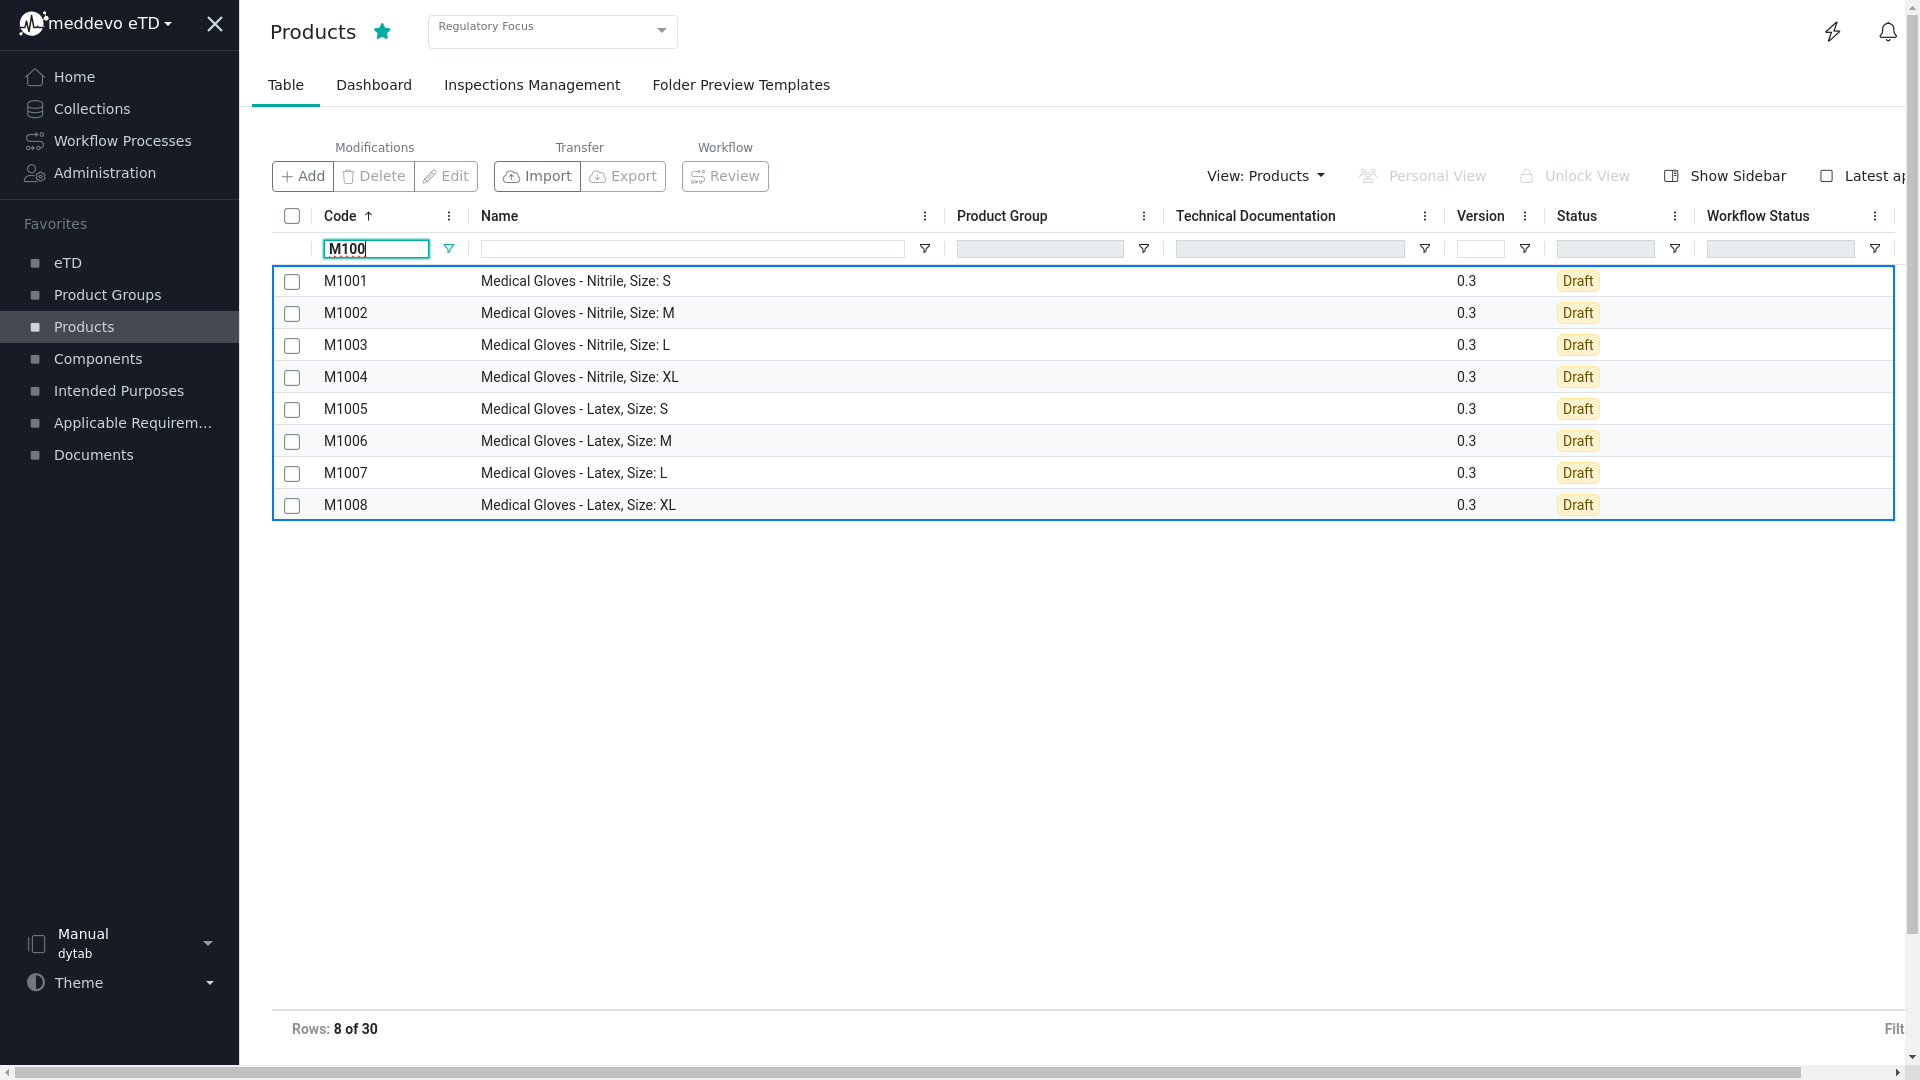 meddevo eTD
Home
Collections
Workflow Processes
Administration
Favorites
eTD
Product Groups
Products
Components
Intended Purposes
Applicable Requirem...
Documents
Manual
dytab
Theme
Products
Regulatory Focus
Table Dashboard Inspections Management Folder Preview Templates
Modifications Transfer Workflow
Add Delete Edit Import Export Review View: Products Personal View Unlock View Show Sidebar Latest ap
Code Name Product Group Technical Documentation Version Status Workflow Status
M100
M1001 Medical Gloves - Nitrile, Size: S 0.3 Draft
M1002 Medical Gloves - Nitrile, Size: M 0.3 Draft
M1003 Medical Gloves - Nitrile, Size: L 0.3 Draft
M1004 Medical Gloves - Nitrile, Size: XL 0.3 Draft
M1005 Medical Gloves - Latex, Size: S 0.3 Draft
M1006 Medical Gloves - Latex, Size: M 0.3 Draft
M1007 Medical Gloves - Latex, Size: L 0.3 Draft
M1008 Medical Gloves - Latex, Size: XL 0.3 Draft
Rows: 8 of 30 Filt